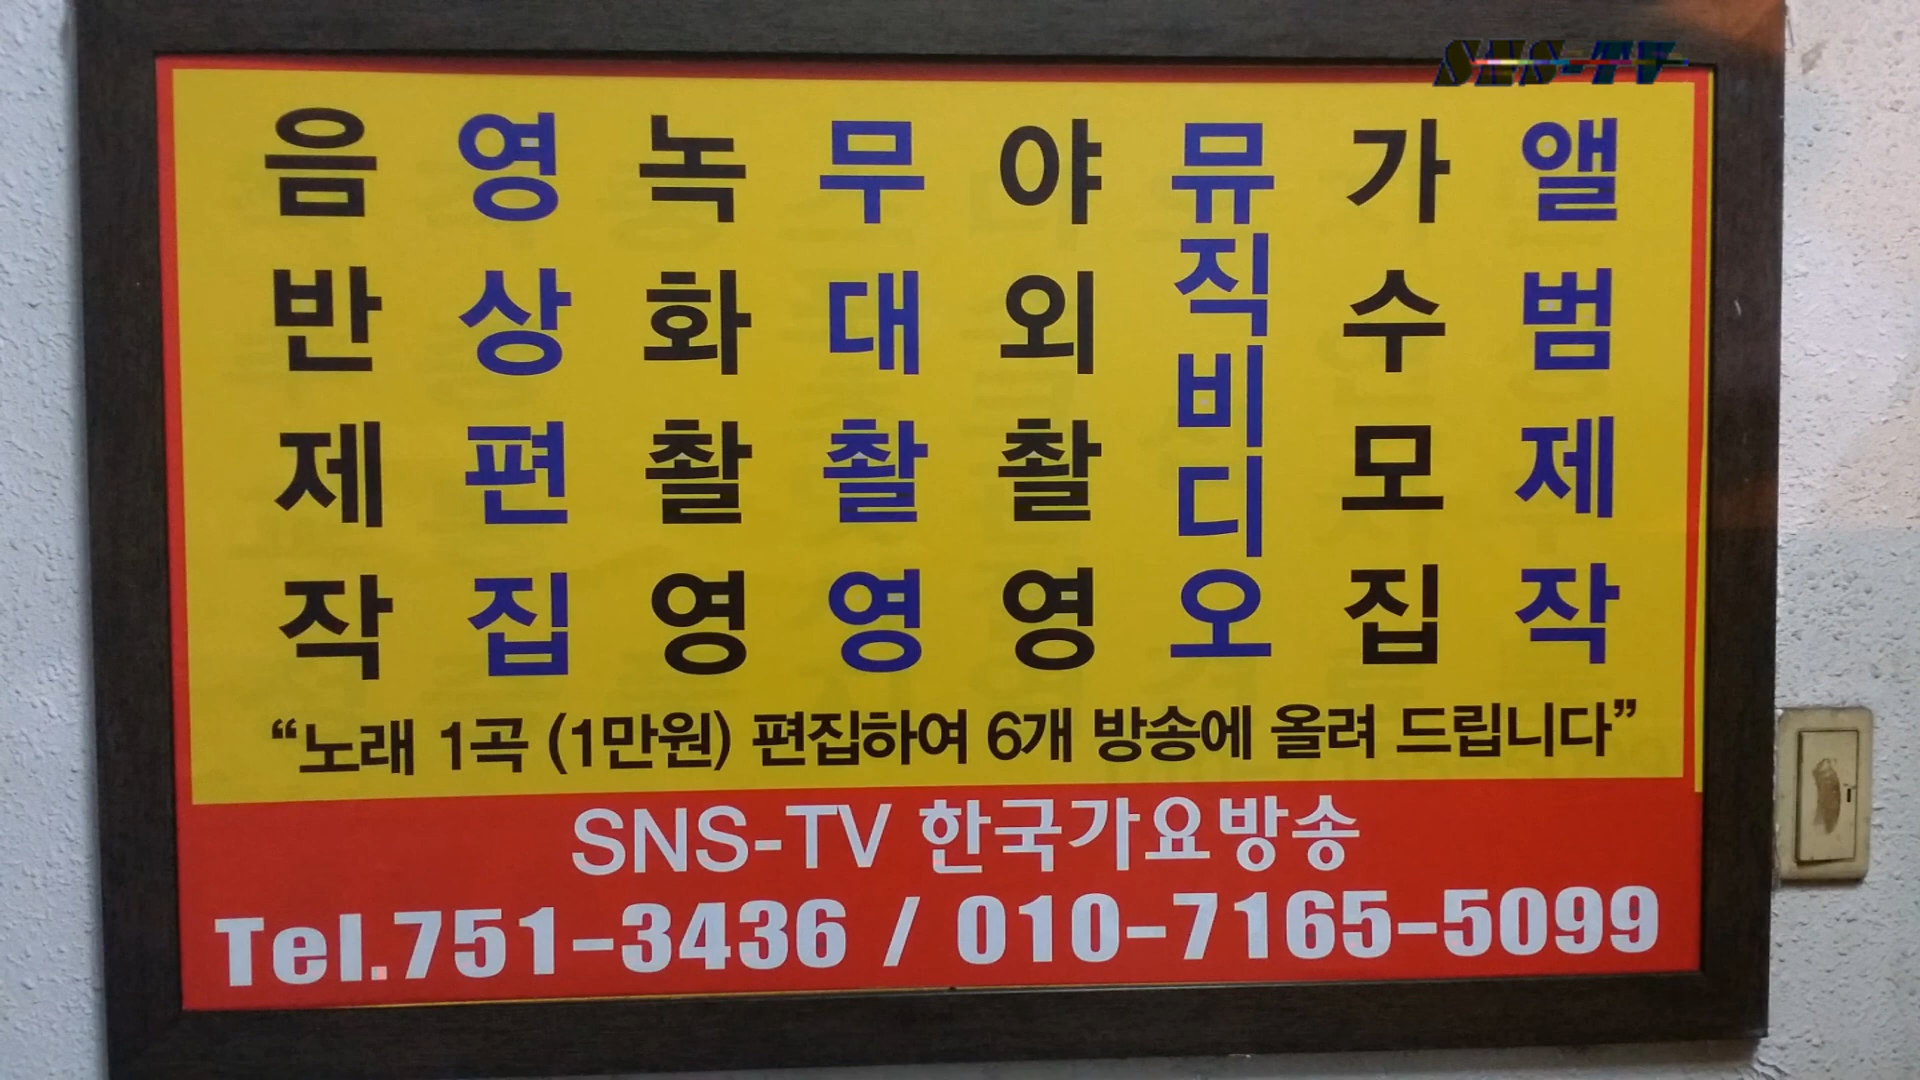 SNS-TV
음반제작
영상편집
녹화촬영
무대촬영
야외촬영
뮤직비디오
가수모집
앨범제작
“노래 1곡 (1만원) 편집하여 6개 방송에 올려 드립니다”
SNS-TV 한국가요방송
Tel.751-3436 / 010-7165-5099